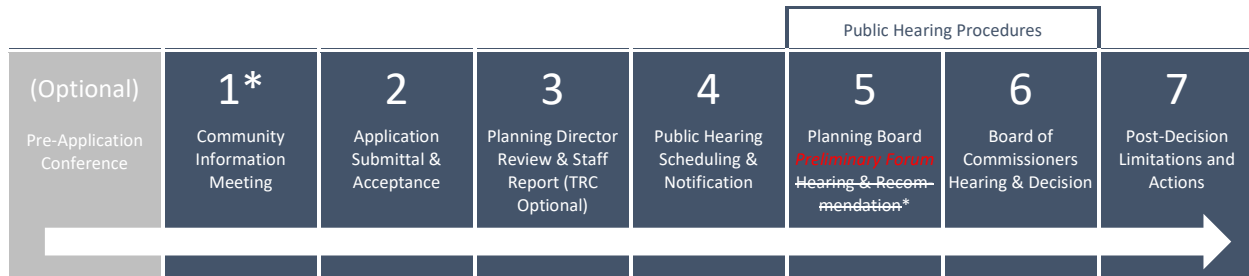 Public Hearing Procedures
(Optional)
Pre-Application
Conference
1*
Community
Information
Meeting
2
Application
Submittal &
Acceptance
3
Planning Director
Review & Staff
Report (TRC
Optional)
4
Public Hearing
Scheduling &
Notification
5
Planning Board
Preliminary Forum
Hearing & Recom-
mendation*
6
Board of
Commissioners
Hearing & Decision
7
Post-Decision
Limitations and
Actions